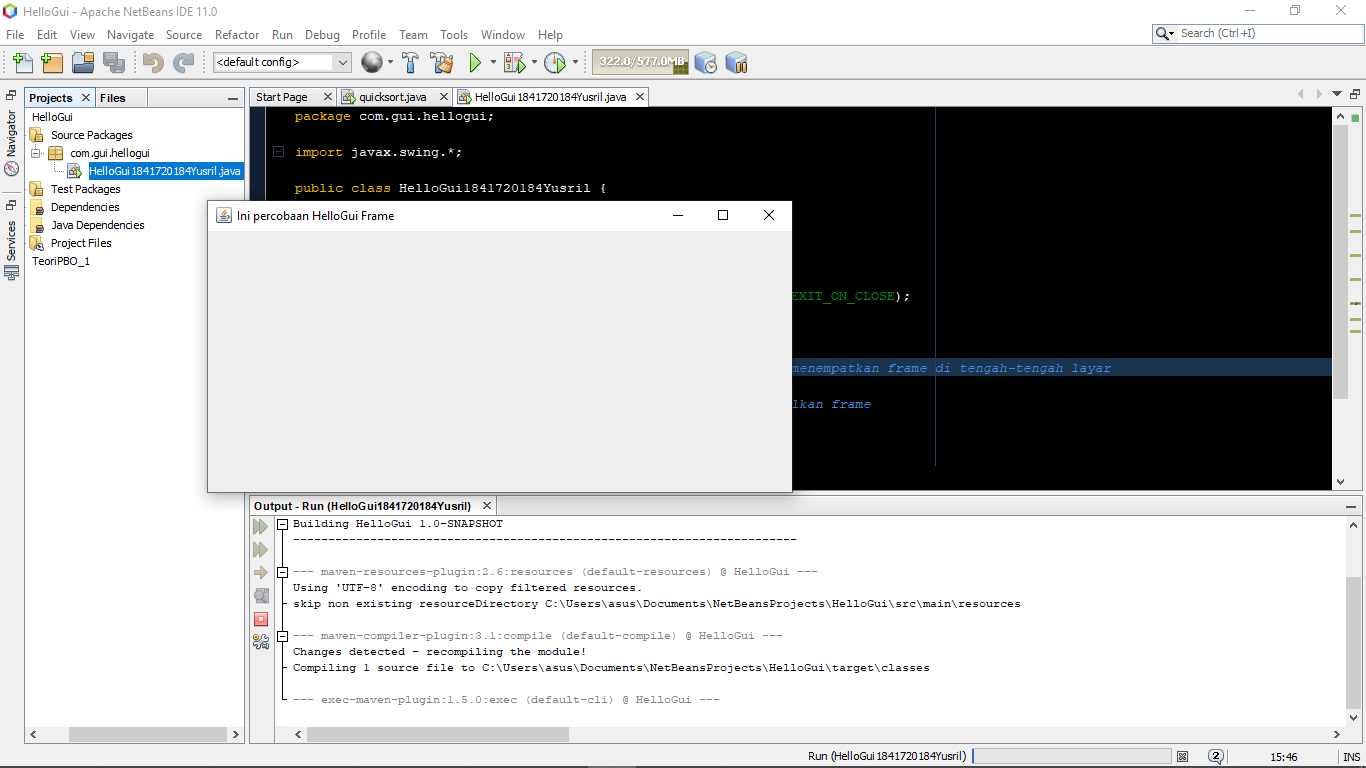 HelloGui - Apache NetBeans IDE 11.0
File Edit View Navigate Source Refactor Run Debug Profile Team Tools Window Help
Search (Ctrl+I)
<default config>
322.0/577.0MB
Projects
Files
Navigator
Services
HelloGui
Source Packages
com.gui.hellogui
HelloGui1841720184Yusril.java
Test Packages
Dependencies
Java Dependencies
Project Files
TeoriPBO_1
Start Page
quicksort.java
HelloGui1841720184Yusril.java
package com.gui.hellogui;
import javax.swing.*;
public class HelloGui1841720184Yusril {
Ini percobaan HelloGui Frame
EXIT_ON_CLOSE);
menempatkan frame di tengah-tengah layar
lkan frame
Output - Run (HelloGui1841720184Yusril)
Building HelloGui 1.0-SNAPSHOT
------------------------------------------------------------------------
--- maven-resources-plugin:2.6:resources (default-resources) @ HelloGui ---
Using 'UTF-8' encoding to copy filtered resources.
skip non existing resourceDirectory C:\Users\asus\Documents\NetBeansProjects\HelloGui\src\main\resources
--- maven-compiler-plugin:3.1:compile (default-compile) @ HelloGui ---
Changes detected - recompiling the module!
Compiling 1 source file to C:\Users\asus\Documents\NetBeansProjects\HelloGui\target\classes
--- exec-maven-plugin:1.5.0:exec (default-cli) @ HelloGui ---
Run (HelloGui1841720184Yusril)
2
15:46
INS